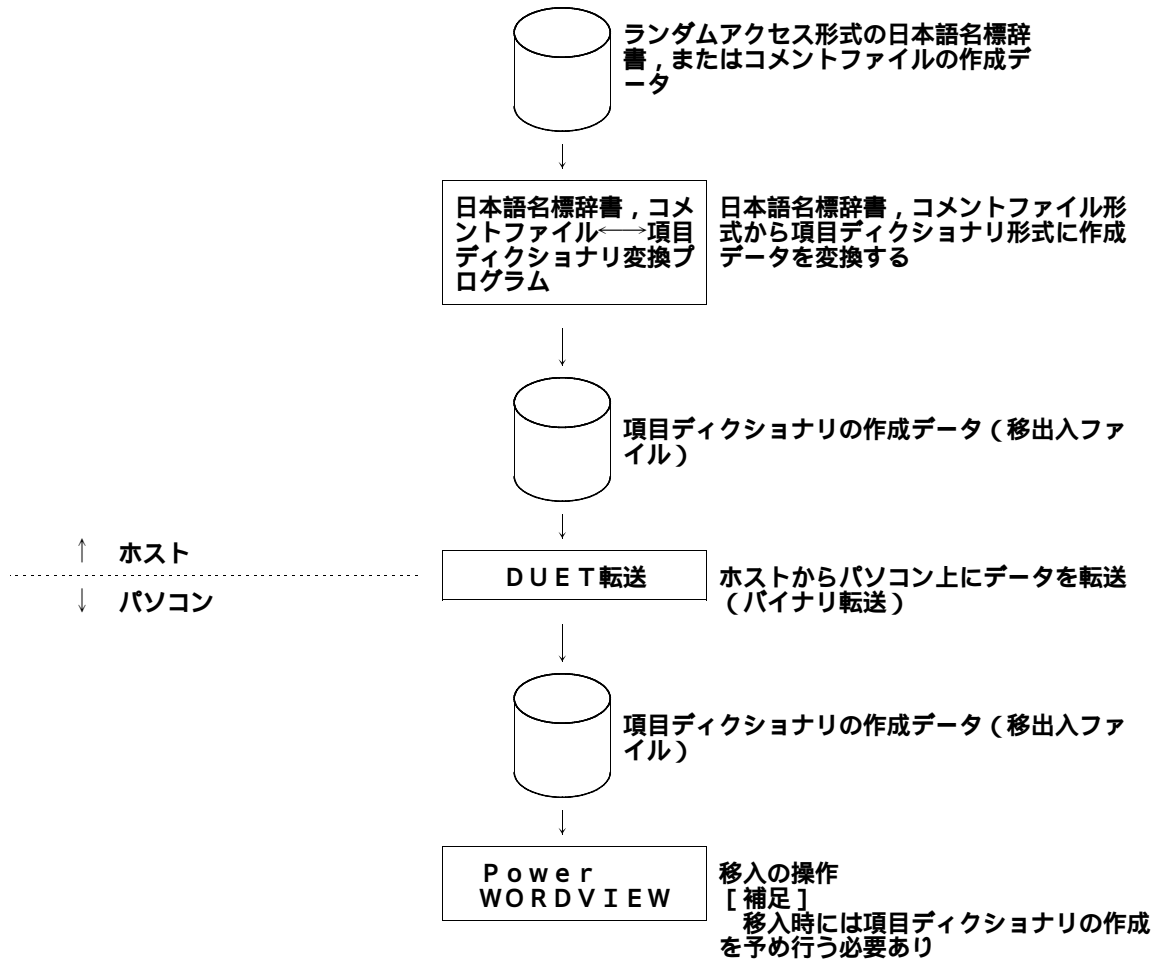 ランダムアクセス形式の日本語名標辞
書，またはコメントファイルの作成デ
ータ
日本語名標辞書，コメ
ントファイル←→項目
ディクショナリ変換プ
ログラム
日本語名標辞書，コメントファイル形
式から項目ディクショナリ形式に作成
データを変換する
項目ディクショナリの作成データ（移出入ファ
イル）
↑　ホスト
↓　パソコン
ＤＵＥＴ転送
ホストからパソコン上にデータを転送
（バイナリ転送）
項目ディクショナリの作成データ（移出入ファ
イル）
Ｐｏｗｅｒ
ＷＯＲＤＶＩＥＷ
移入の操作
［補足］
　移入時には項目ディクショナリの作成
を予め行う必要あり